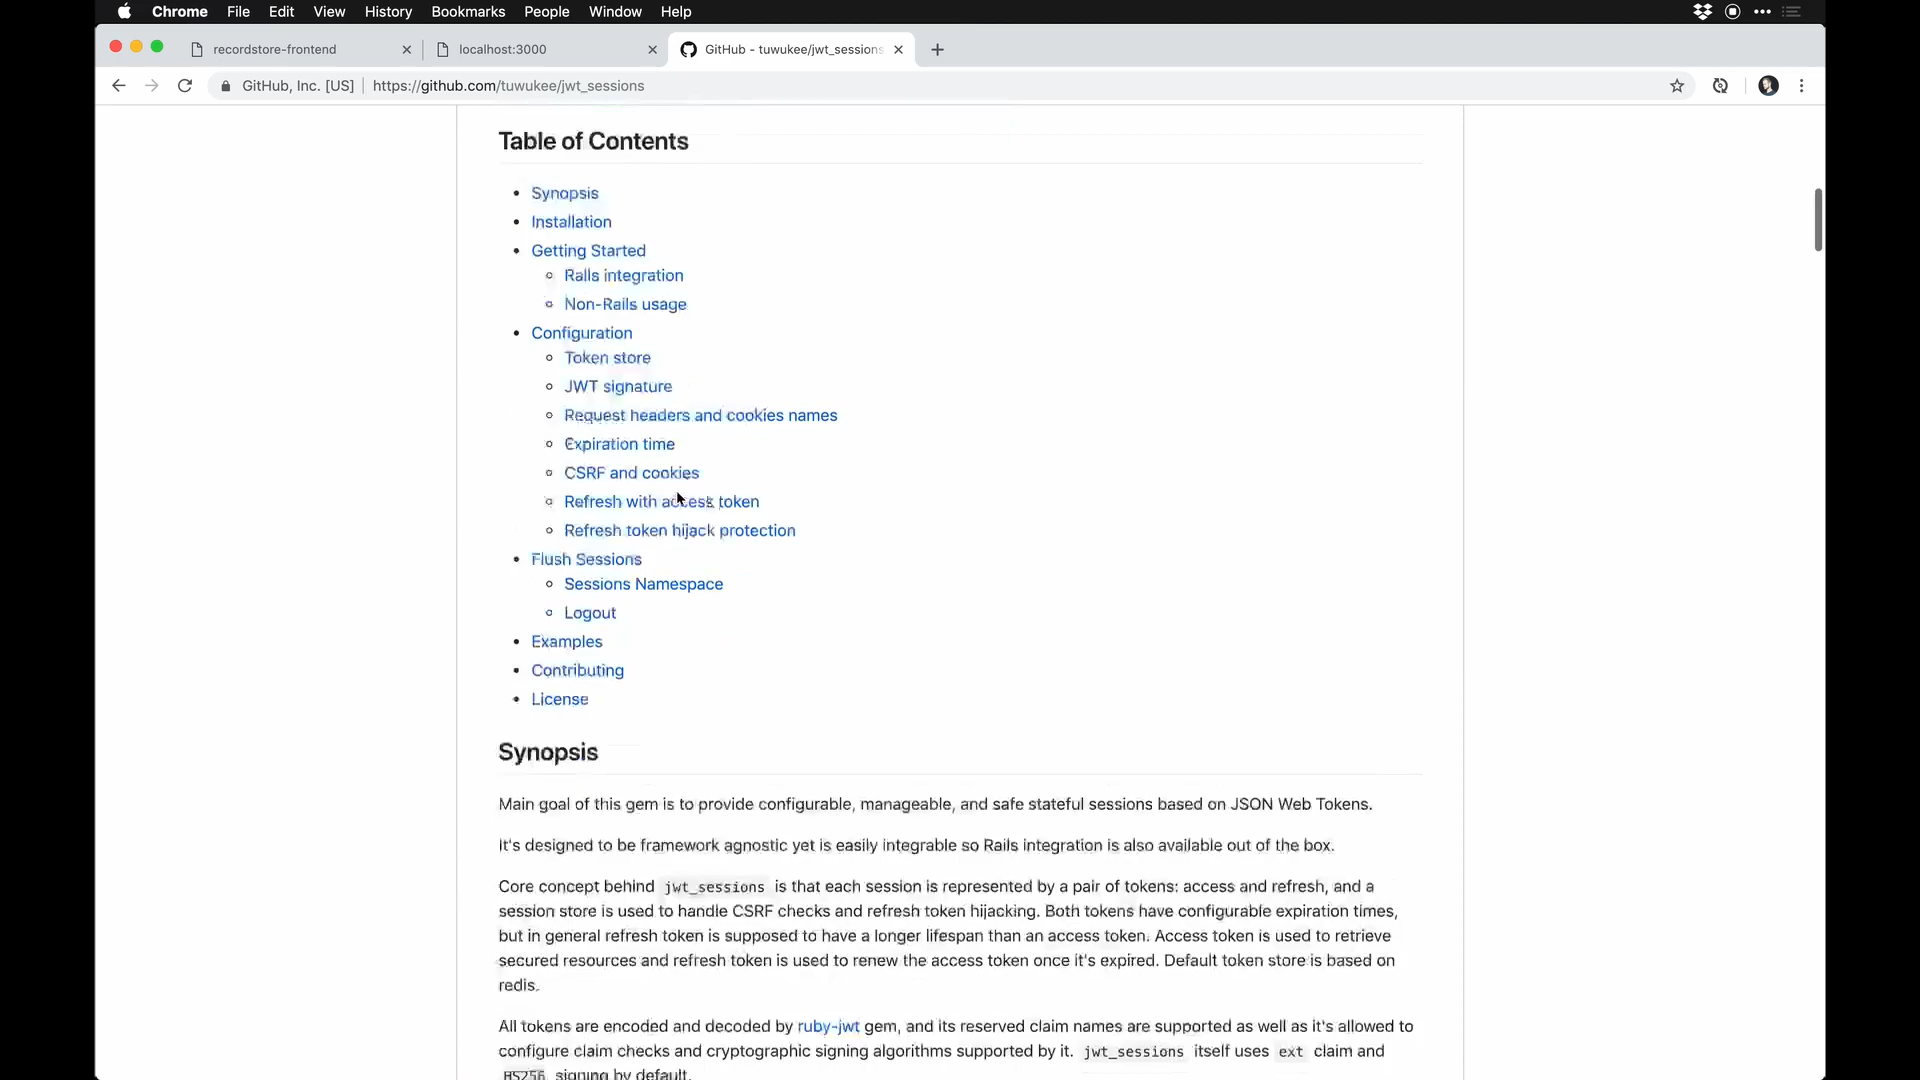 Chrome File Edit View History Bookmarks People Window Help
recordstore-frontend
localhost:3000
GitHub - tuwukee/jwt_sessions
GitHub, Inc. [US] | https://github.com/tuwukee/jwt_sessions
Table of Contents
Synopsis
Installation
Getting Started
Rails integration
Non-Rails usage
Configuration
Token store
JWT signature
Request headers and cookies names
Expiration time
CSRF and cookies
Refresh with access token
Refresh token hijack protection
Flush Sessions
Sessions Namespace
Logout
Examples
Contributing
License
Synopsis
Main goal of this gem is to provide configurable, manageable, and safe stateful sessions based on JSON Web Tokens.
It's designed to be framework agnostic yet is easily integrable so Rails integration is also available out of the box.
Core concept behind jwt_sessions is that each session is represented by a pair of tokens: access and refresh, and a
session store is used to handle CSRF checks and refresh token hijacking. Both tokens have configurable expiration times,
but in general refresh token is supposed to have a longer lifespan than an access token. Access token is used to retrieve
secured resources and refresh token is used to renew the access token once it's expired. Default token store is based on
redis.
All tokens are encoded and decoded by ruby-jwt gem, and its reserved claim names are supported as well as it's allowed to
configure claim checks and cryptographic signing algorithms supported by it. jwt_sessions itself uses ext claim and
HS256 signing by default.